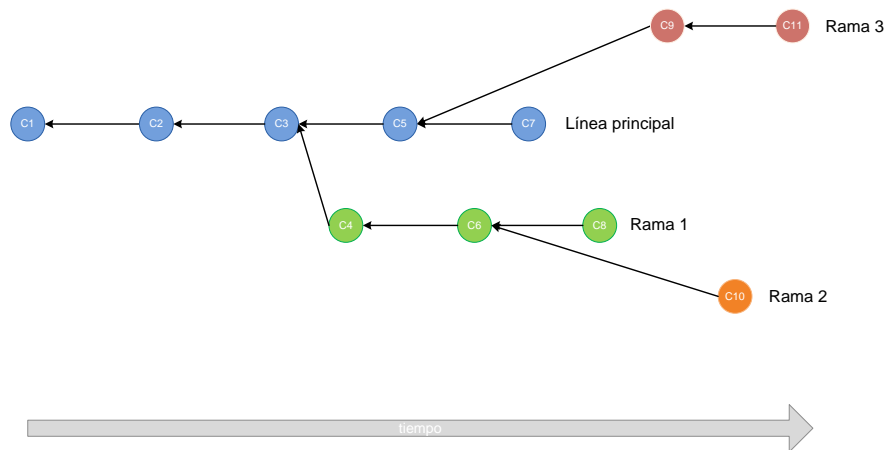 C9
C11
Rama 3
C1
C2
C3
C5
C7
Línea principal
C4
C6
C8
Rama 1
C10
Rama 2
tiempo